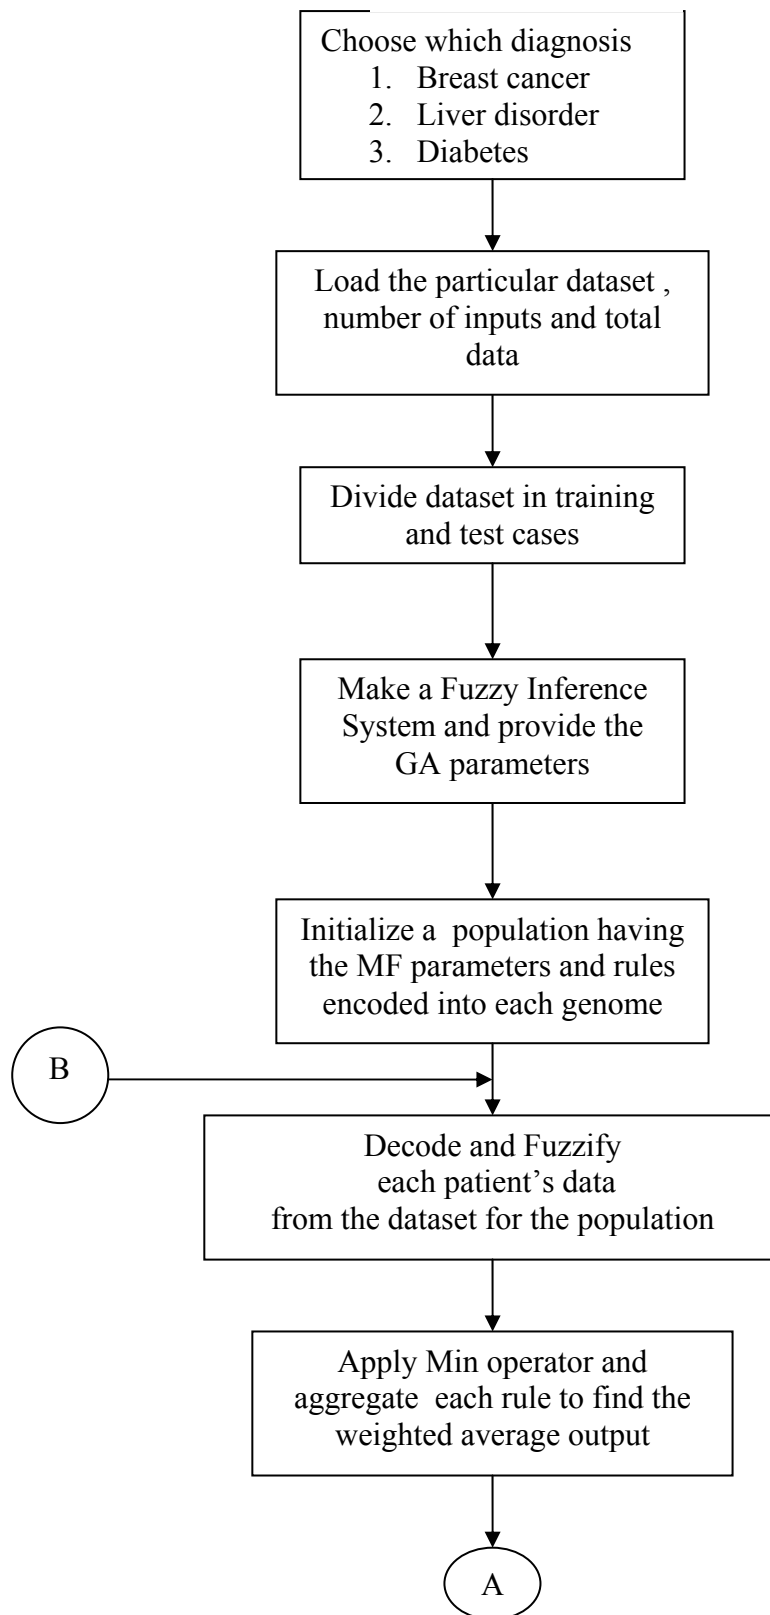 Choose which diagnosis
1. Breast cancer
2. Liver disorder
3. Diabetes
Load the particular dataset ,
number of inputs and total
data
Divide dataset in training
and test cases
Make a Fuzzy Inference
System and provide the
GA parameters
Initialize a population having
the MF parameters and rules
encoded into each genome
B
Decode and Fuzzify
each patient’s data
from the dataset for the population
Apply Min operator and
aggregate each rule to find the
weighted average output
A